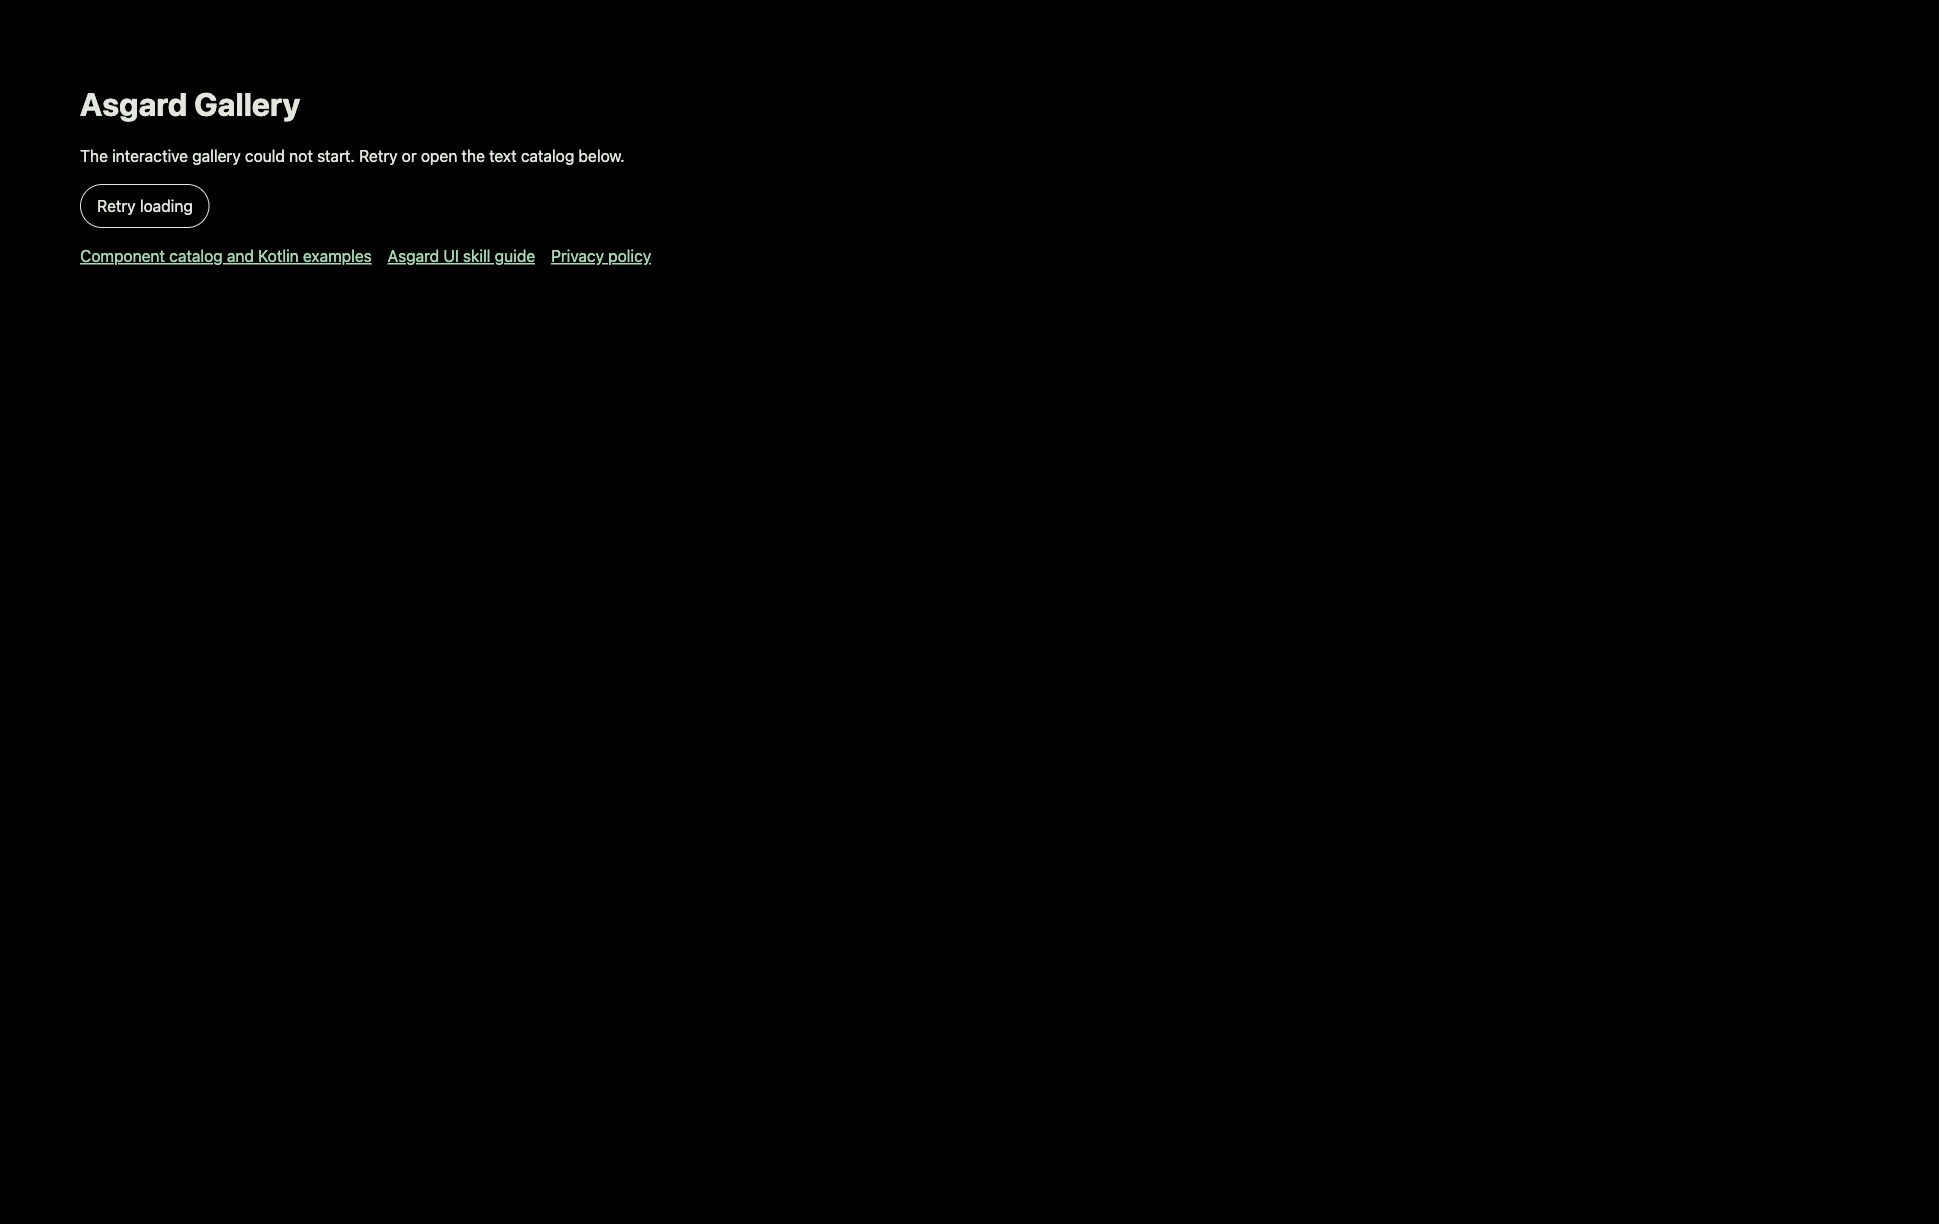 Asgard Gallery
The interactive gallery could not start. Retry or open the text catalog below.
Retry loading
Component catalog and Kotlin examples Asgard UI skill guide Privacy policy